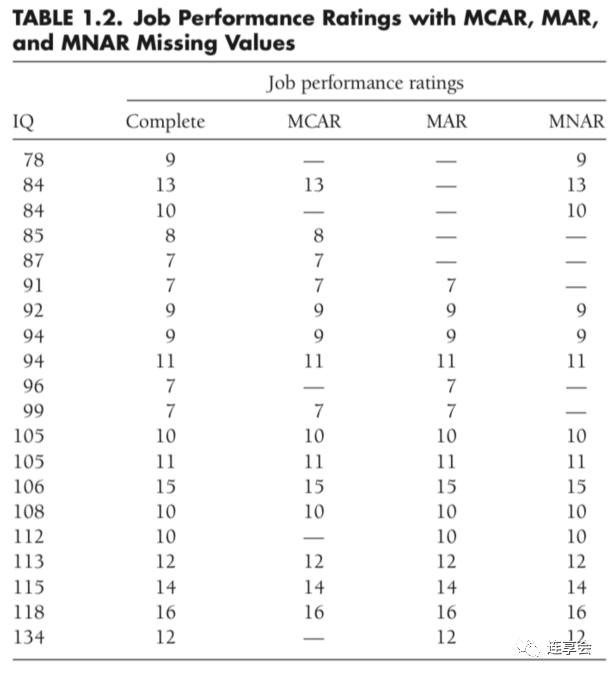 TABLE 1.2. Job Performance Ratings with MCAR, MAR,
and MNAR Missing Values
Job performance ratings
IQ Complete MCAR MAR MNAR
78 9 — — 9
84 13 13 — 13
84 10 — — 10
85 8 8 — —
87 7 7 — —
91 7 7 7 —
92 9 9 9 9
94 9 9 9 9
94 11 11 11 11
96 7 — 7 —
99 7 7 7 —
105 10 10 10 10
105 11 11 11 11
106 15 15 15 15
108 10 10 10 10
112 10 — 10 10
113 12 12 12 12
115 14 14 14 14
118 16 16 16 16
134 12 — 12 12
连享会